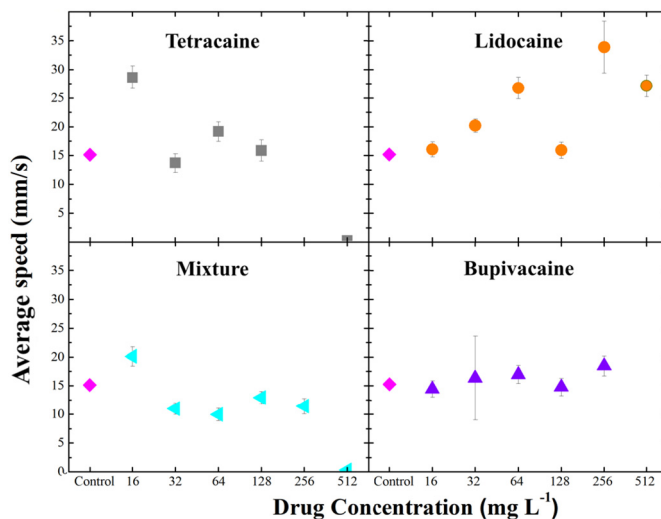 Tetracaine
Lidocaine
35
30
25
20
15
10
5
Mixture
Bupivacaine
35
30
25
20
15
10
5
0
Average speed (mm/s)
Control 16 32 64 128 256 512
Control 16 32 64 128 256 512
Drug Concentration (mg L⁻¹)